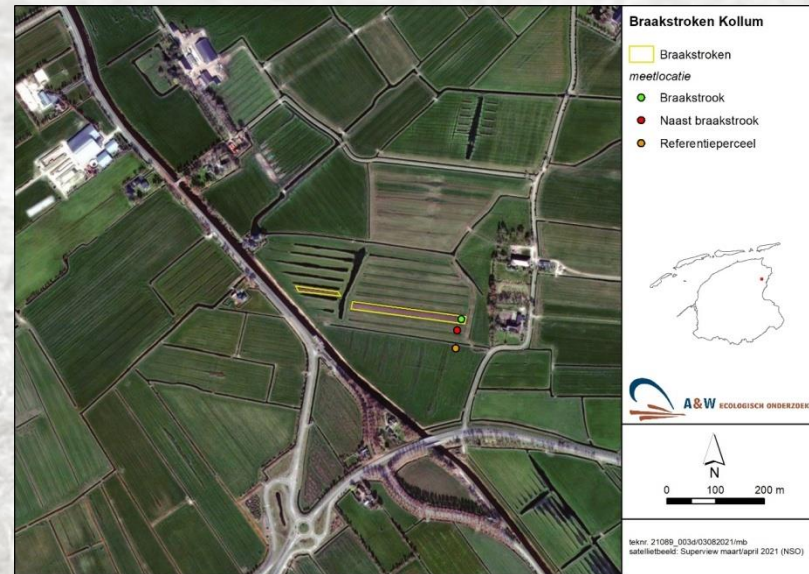 Braakstroken Kollum
Braakstroken
meetlocatie
Braakstrook
Naast braakstrook
Referentieperceel
A&W ECOLOGISCH ONDERZOEK
N
0 100 200 m
teknr. 21089_003d/03082021/mb
satellietbeeld: Superview maart/april 2021 (NSO)